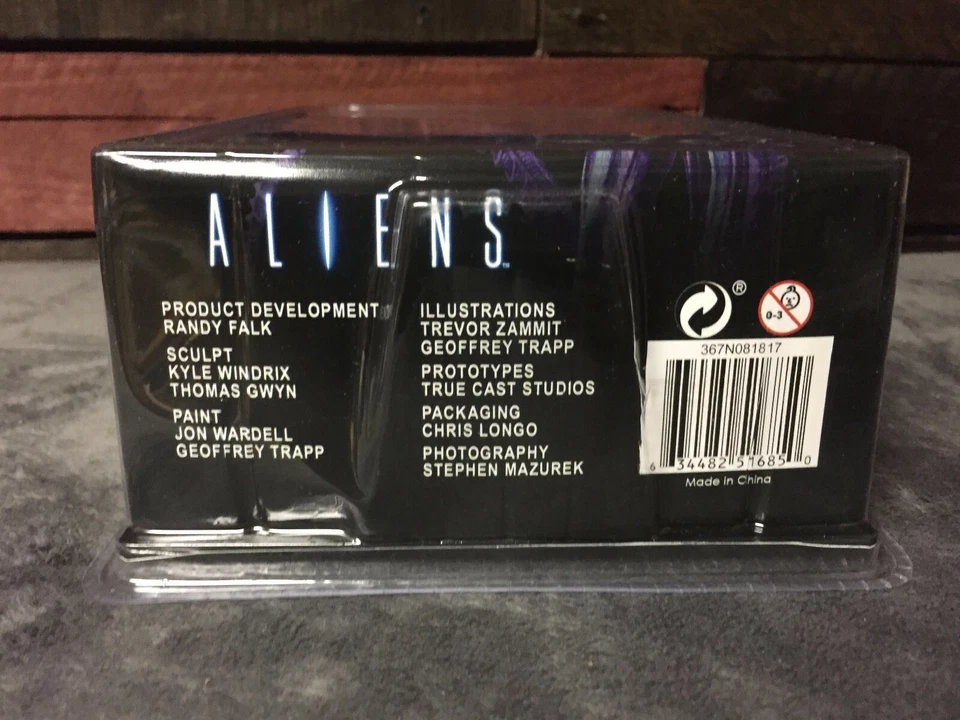 ALIENS™
PRODUCT DEVELOPMENT
RANDY FALK
SCULPT
KYLE WINDRIX
THOMAS GWYN
PAINT
JON WARDELL
GEOFFREY TRAPP
ILLUSTRATIONS
TREVOR ZAMMIT
GEOFFREY TRAPP
PROTOTYPES
TRUE CAST STUDIOS
PACKAGING
CHRIS LONGO
PHOTOGRAPHY
STEPHEN MAZUREK
®
0-3
367N081817
6 34482 51685 0
Made in China